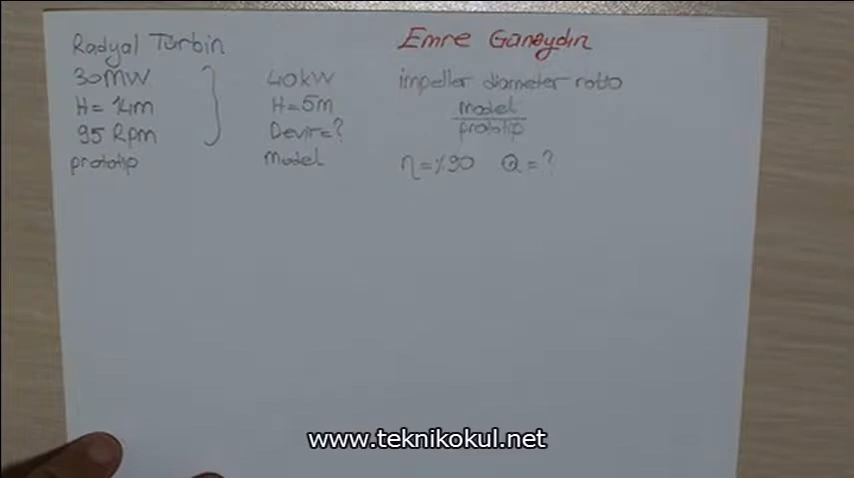 Radyal Türbin
Emre Günaydın
30MW
H = 14m
95 Rpm
prototip
40kW
H = 5m
Devir = ?
Model
impeller diameter ratio
model
prototip
η = %90 Q = ?
www.teknikokul.net